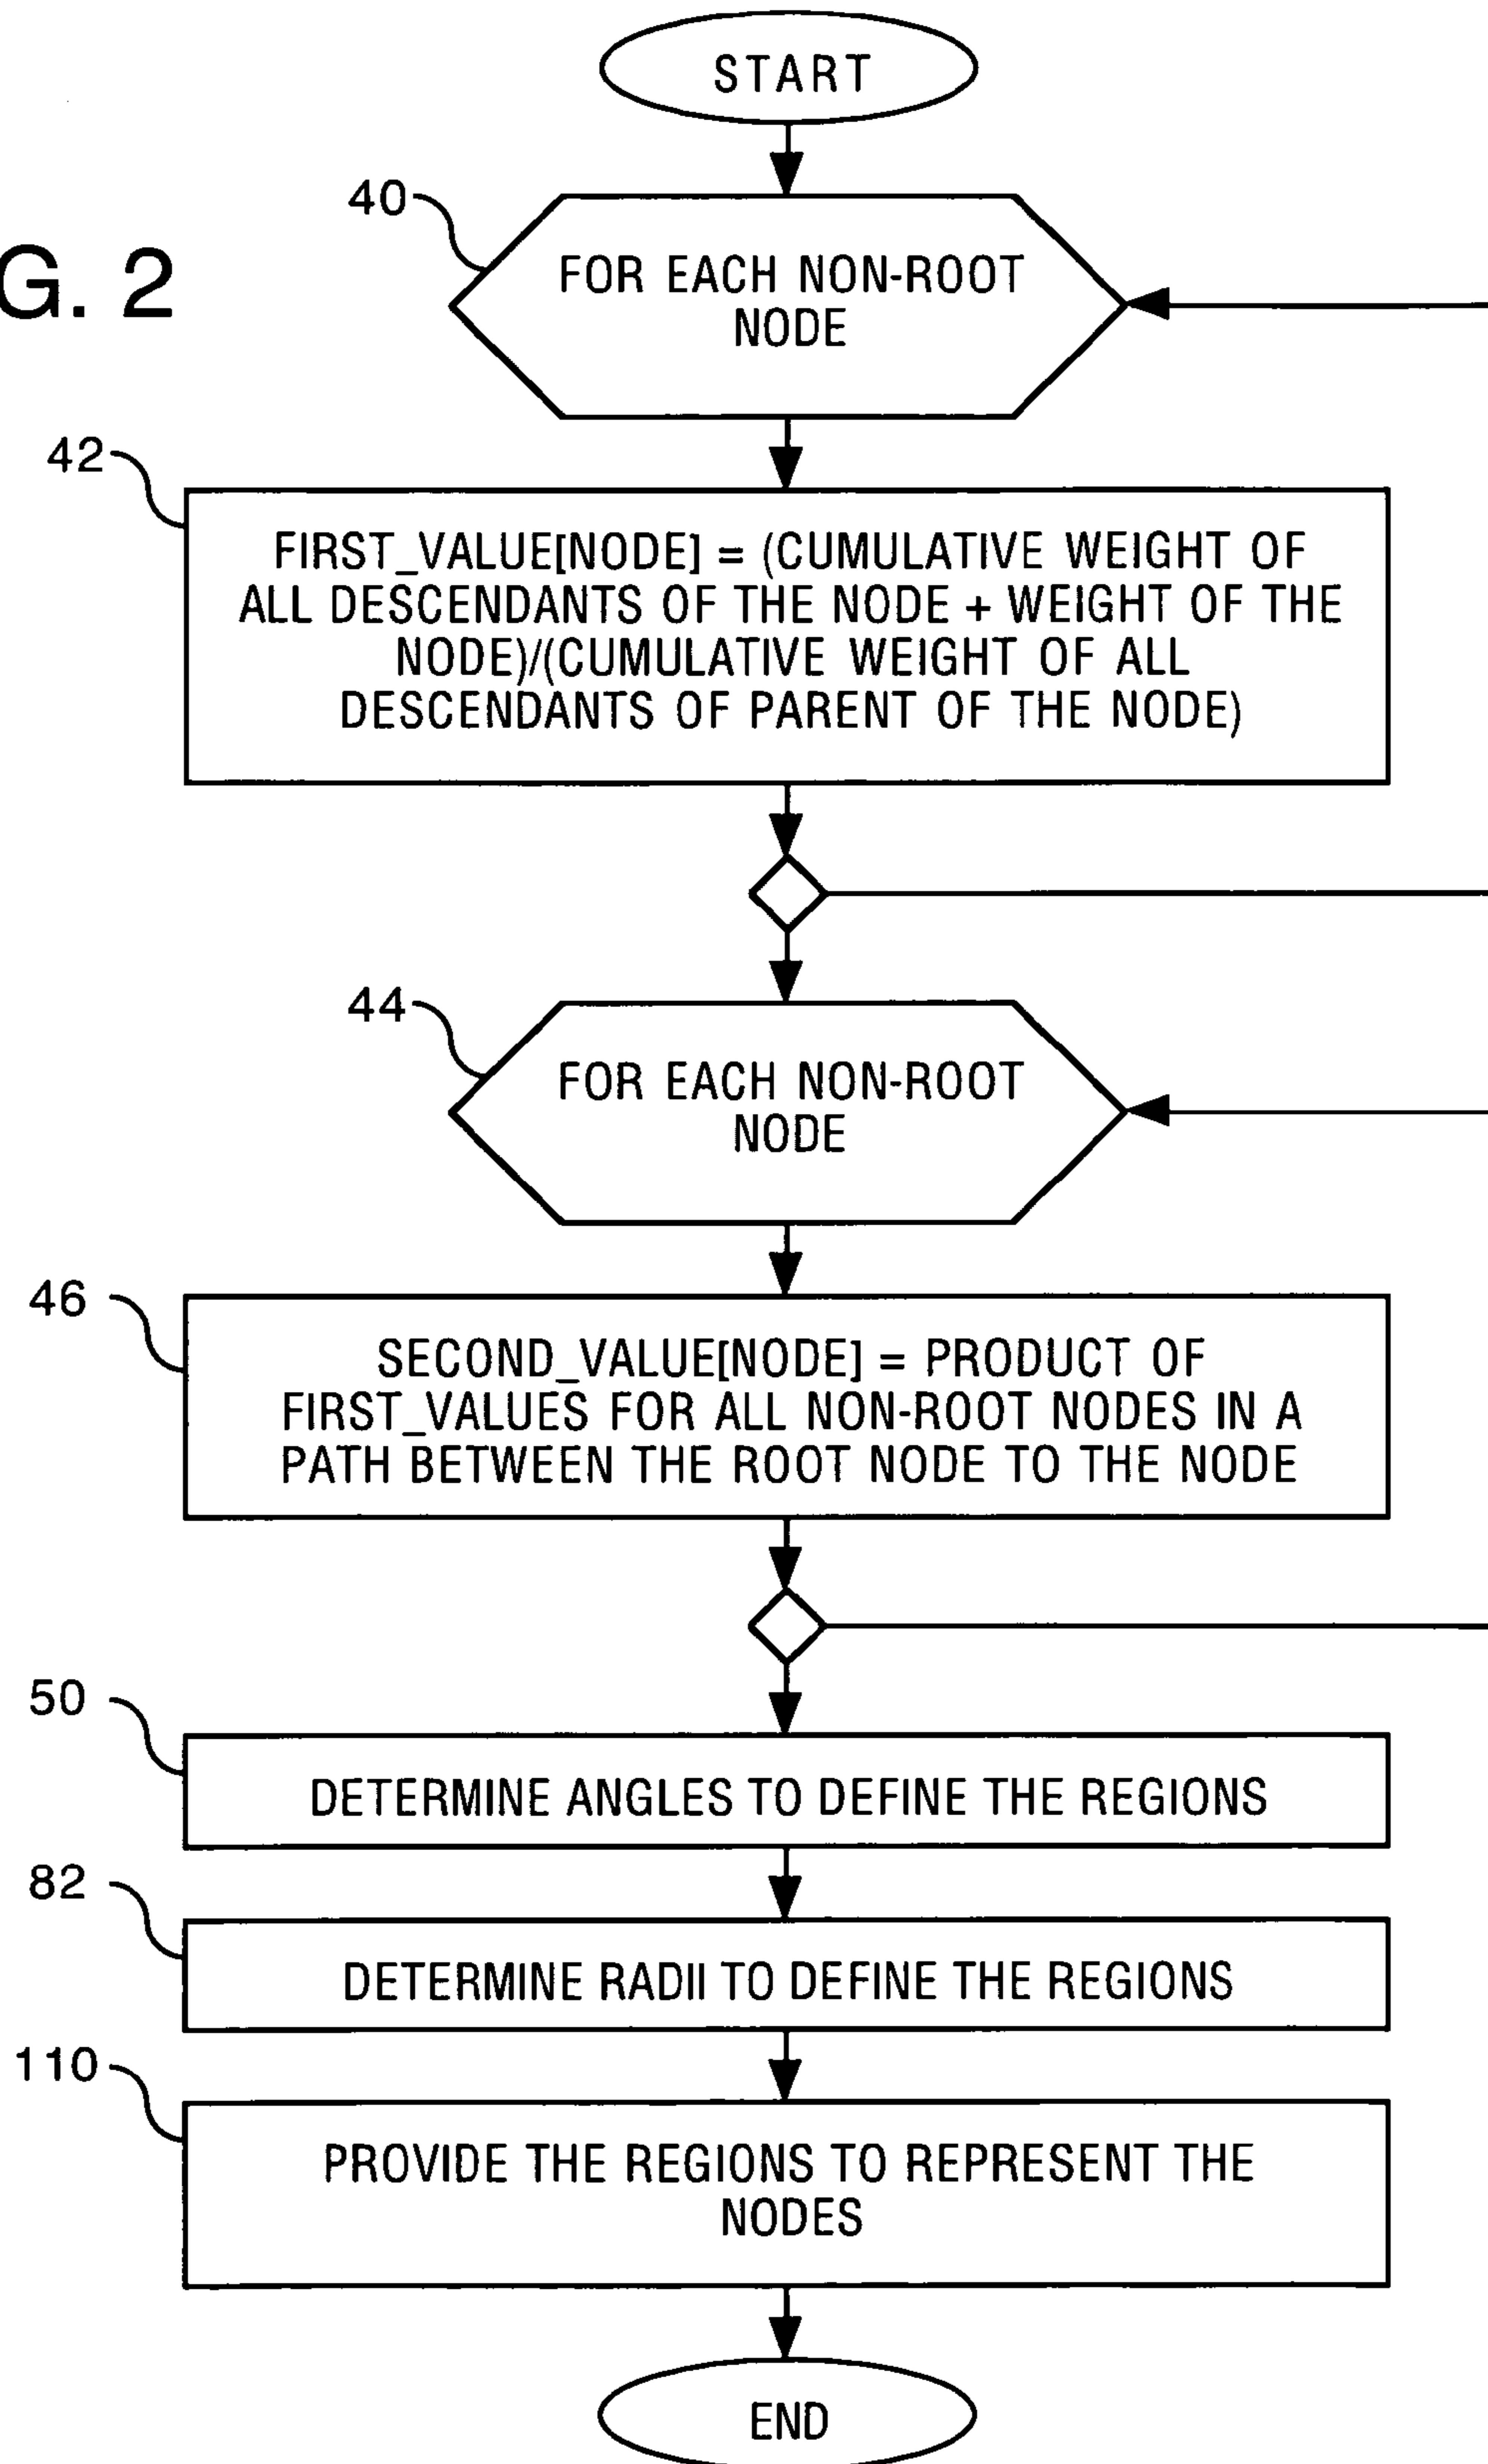 START
40
G. 2
FOR EACH NON-ROOT
NODE
42
FIRST_VALUE[NODE] = (CUMULATIVE WEIGHT OF
ALL DESCENDANTS OF THE NODE + WEIGHT OF THE
NODE)/(CUMULATIVE WEIGHT OF ALL
DESCENDANTS OF PARENT OF THE NODE)
44
FOR EACH NON-ROOT
NODE
46
SECOND_VALUE[NODE] = PRODUCT OF
FIRST_VALUES FOR ALL NON-ROOT NODES IN A
PATH BETWEEN THE ROOT NODE TO THE NODE
50
DETERMINE ANGLES TO DEFINE THE REGIONS
82
DETERMINE RADII TO DEFINE THE REGIONS
110
PROVIDE THE REGIONS TO REPRESENT THE
NODES
END